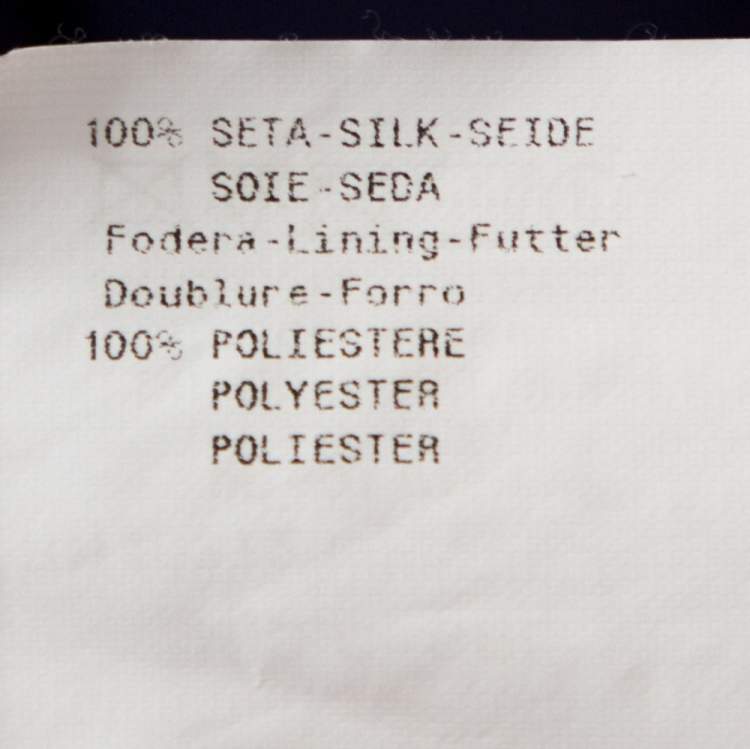 100% SETA-SILK-SEIDE
SOIE-SEDA
Fodera-Lining-Futter
Doublure-Forro
100% POLIESTERE
POLYESTER
POLIESTER